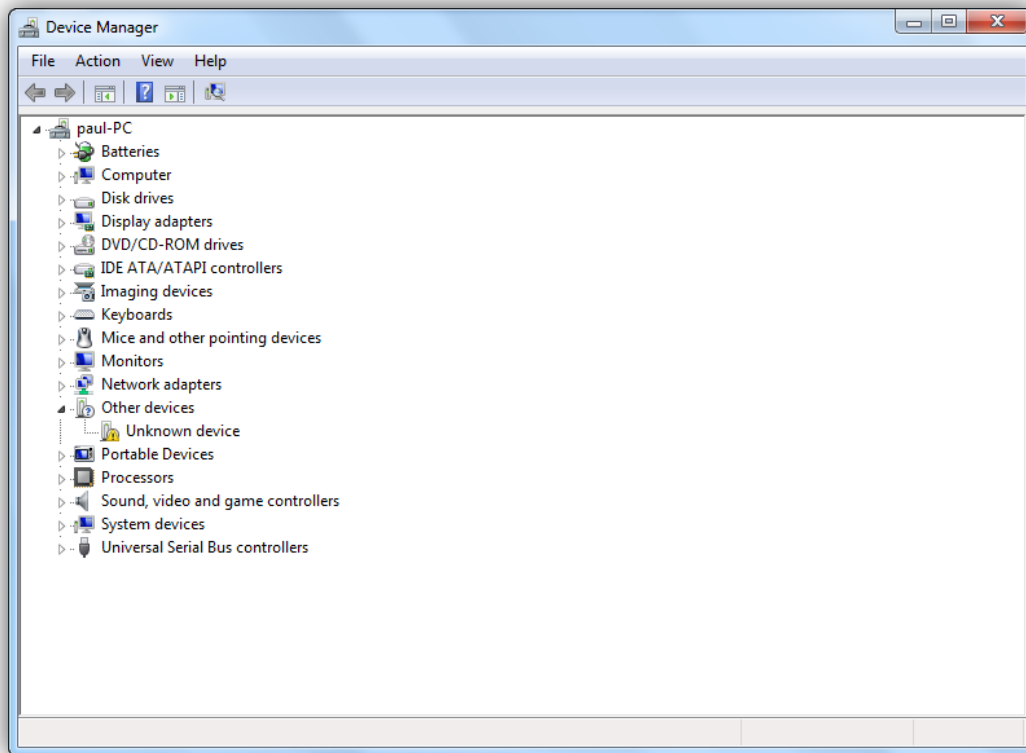 Device Manager
File Action View Help
paul-PC
Batteries
Computer
Disk drives
Display adapters
DVD/CD-ROM drives
IDE ATA/ATAPI controllers
Imaging devices
Keyboards
Mice and other pointing devices
Monitors
Network adapters
Other devices
Unknown device
Portable Devices
Processors
Sound, video and game controllers
System devices
Universal Serial Bus controllers